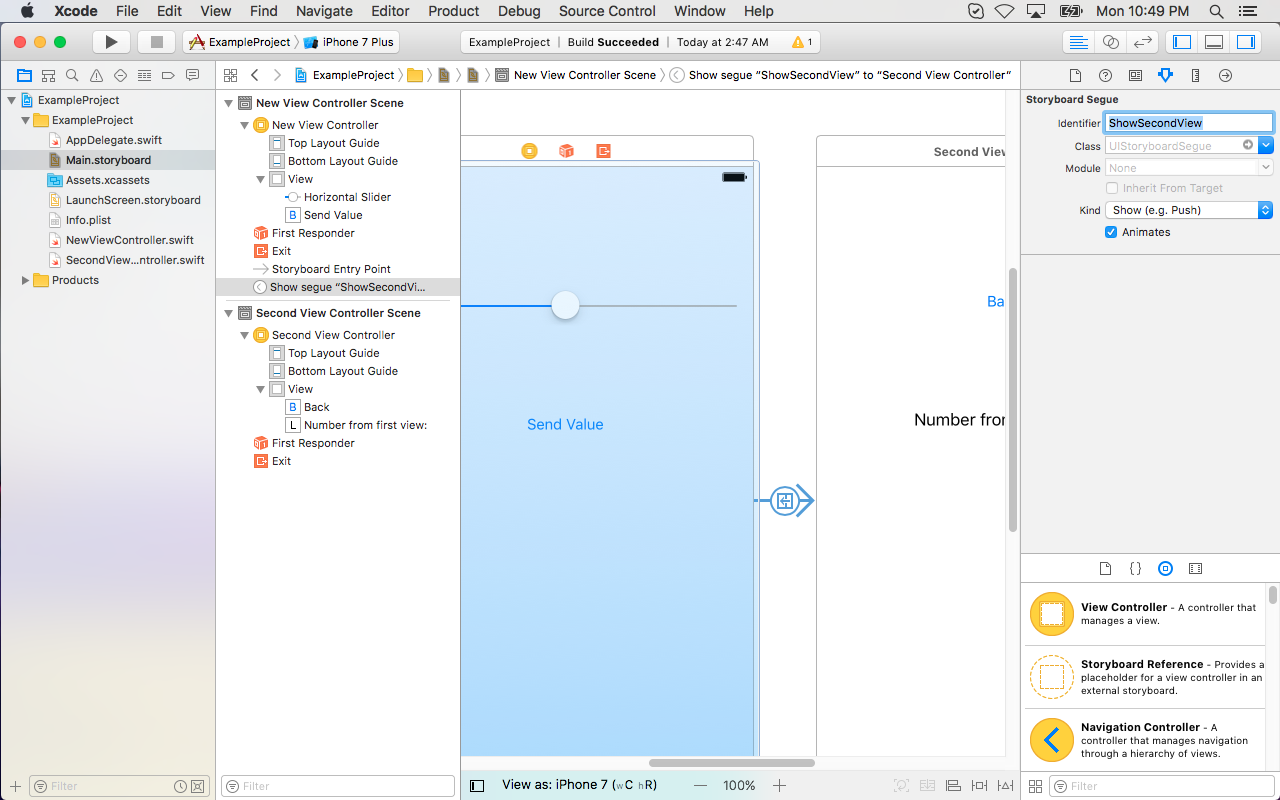 Xcode File Edit View Find Navigate Editor Product Debug Source Control Window Help Mon 10:49 PM
ExampleProject iPhone 7 Plus ExampleProject | Build Succeeded | Today at 2:47 AM 1
ExampleProject New View Controller Scene Show segue “ShowSecondView” to “Second View Controller”
ExampleProject
ExampleProject
AppDelegate.swift
Main.storyboard
Assets.xcassets
LaunchScreen.storyboard
Info.plist
NewViewController.swift
SecondView...ntroller.swift
Products
Filter
New View Controller Scene
New View Controller
Top Layout Guide
Bottom Layout Guide
View
Horizontal Slider
B Send Value
First Responder
Exit
Storyboard Entry Point
Show segue “ShowSecondVi...
Second View Controller Scene
Second View Controller
Top Layout Guide
Bottom Layout Guide
View
B Back
L Number from first view:
First Responder
Exit
Filter
Send Value
Second View
Ba
Number from
View as: iPhone 7 (wC hR) — 100% +
Storyboard Segue
Identifier ShowSecondView
Class UIStoryboardSegue
Module None
Inherit From Target
Kind Show (e.g. Push)
Animates
{ }
View Controller - A controller that
manages a view.
Storyboard Reference - Provides a
placeholder for a view controller in an
external storyboard.
Navigation Controller - A
controller that manages navigation
through a hierarchy of views.
Filter